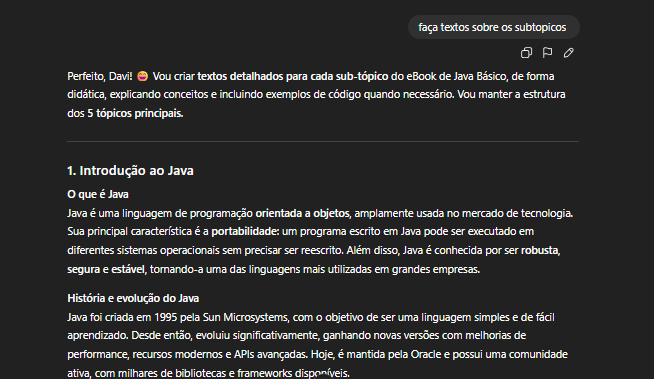 faça textos sobre os subtopicos
Perfeito, Davi! 😄 Vou criar textos detalhados para cada sub-tópico do eBook de Java Básico, de forma
didática, explicando conceitos e incluindo exemplos de código quando necessário. Vou manter a estrutura
dos 5 tópicos principais.
1. Introdução ao Java
O que é Java
Java é uma linguagem de programação orientada a objetos, amplamente usada no mercado de tecnologia.
Sua principal característica é a portabilidade: um programa escrito em Java pode ser executado em
diferentes sistemas operacionais sem precisar ser reescrito. Além disso, Java é conhecida por ser robusta,
segura e estável, tornando-a uma das linguagens mais utilizadas em grandes empresas.
História e evolução do Java
Java foi criada em 1995 pela Sun Microsystems, com o objetivo de ser uma linguagem simples e de fácil
aprendizado. Desde então, evoluiu significativamente, ganhando novas versões com melhorias de
performance, recursos modernos e APIs avançadas. Hoje, é mantida pela Oracle e possui uma comunidade
ativa, com milhares de bibliotecas e frameworks disponíveis.